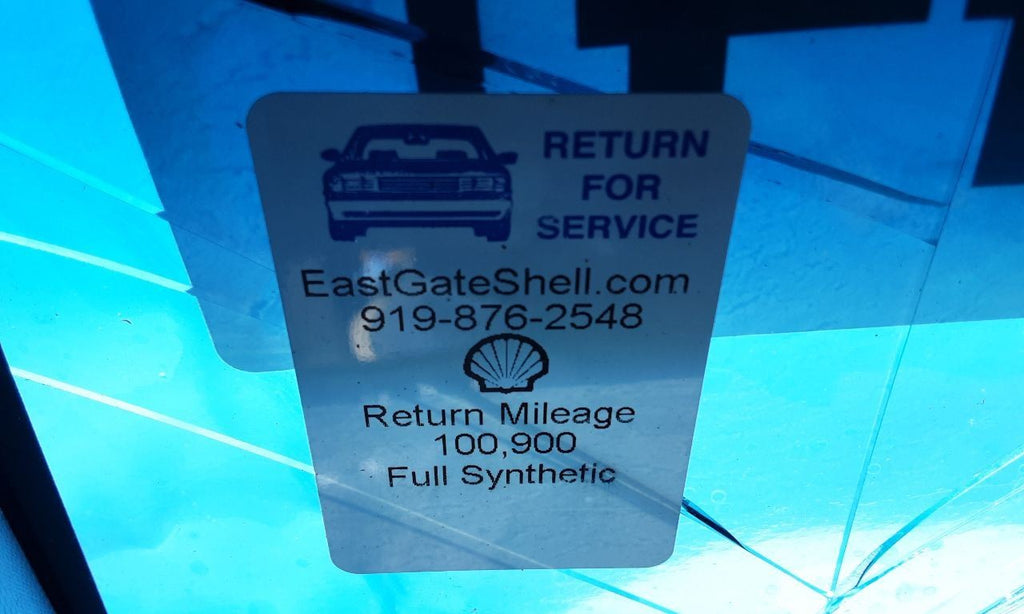 RETURN
FOR
SERVICE
EastGateShell.com
919-876-2548
Return Mileage
100,900
Full Synthetic